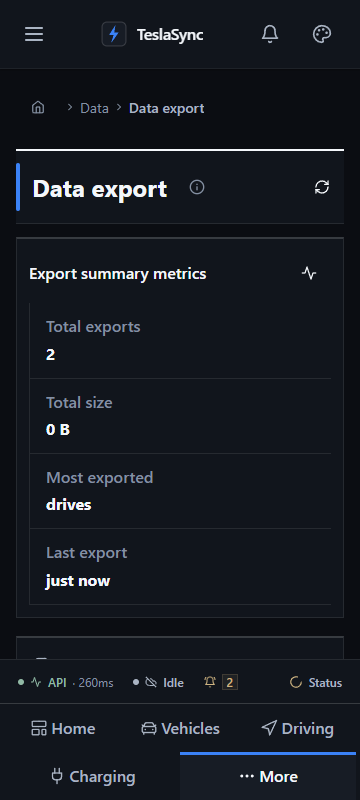 TeslaSync
Data Data export
Data export
Export summary metrics
Total exports
2
Total size
0 B
Most exported
drives
Last export
just now
API · 260ms Idle 2 Status
Home Vehicles Driving
Charging More